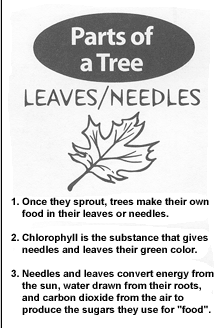 Parts of
a Tree
LEAVES/NEEDLES
1. Once they sprout, trees make their own
food in their leaves or needles.
2. Chlorophyll is the substance that gives
needles and leaves their green color.
3. Needles and leaves convert energy from
the sun, water drawn from their roots,
and carbon dioxide from the air to
produce the sugars they use for "food".